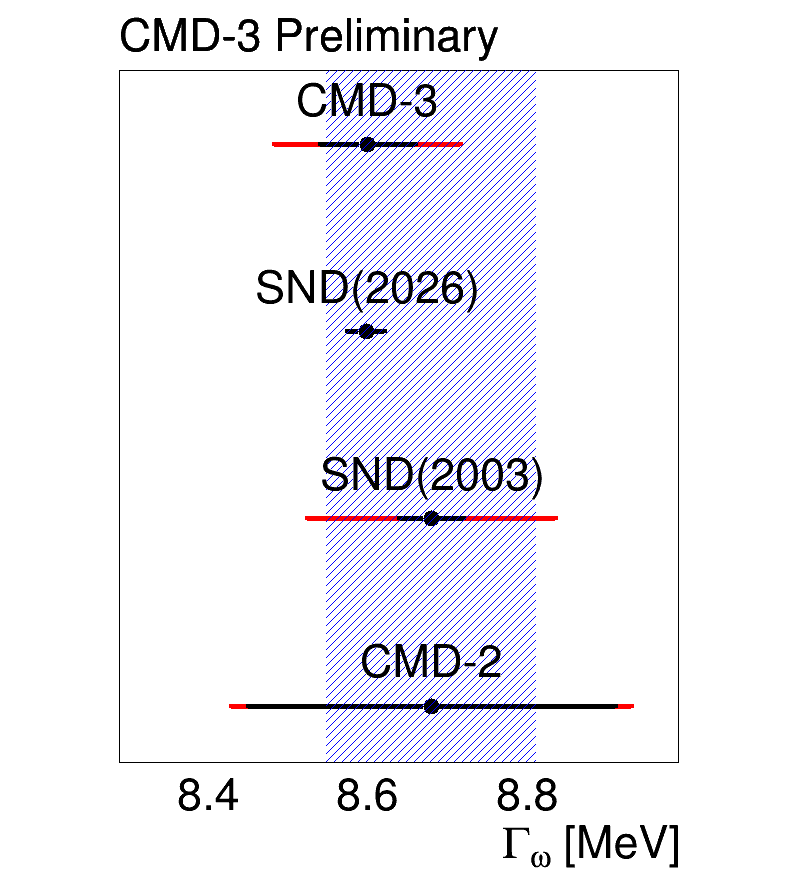 CMD-3 Preliminary
CMD-3
SND(2026)
SND(2003)
CMD-2
8.4 8.6 8.8
Γω [MeV]